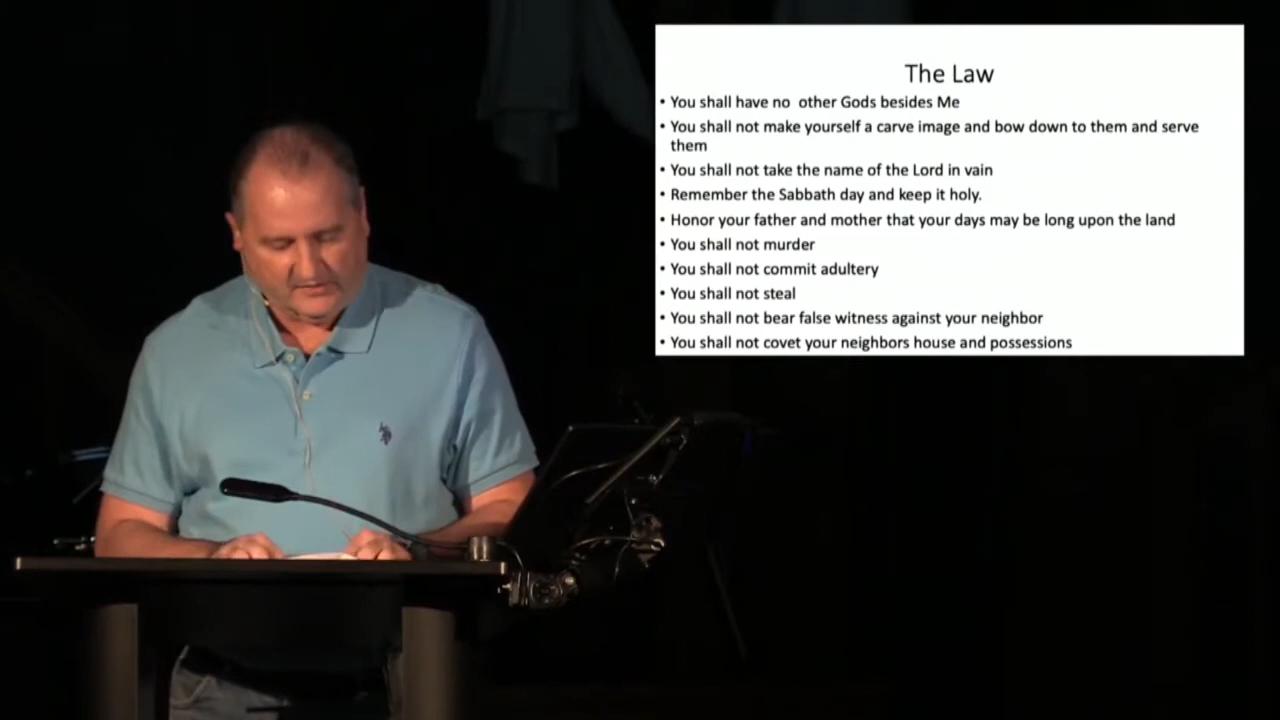 The Law
• You shall have no  other Gods besides Me
• You shall not make yourself a carve image and bow down to them and serve
them
• You shall not take the name of the Lord in vain
• Remember the Sabbath day and keep it holy.
• Honor your father and mother that your days may be long upon the land
• You shall not murder
• You shall not commit adultery
• You shall not steal
• You shall not bear false witness against your neighbor
• You shall not covet your neighbors house and possessions